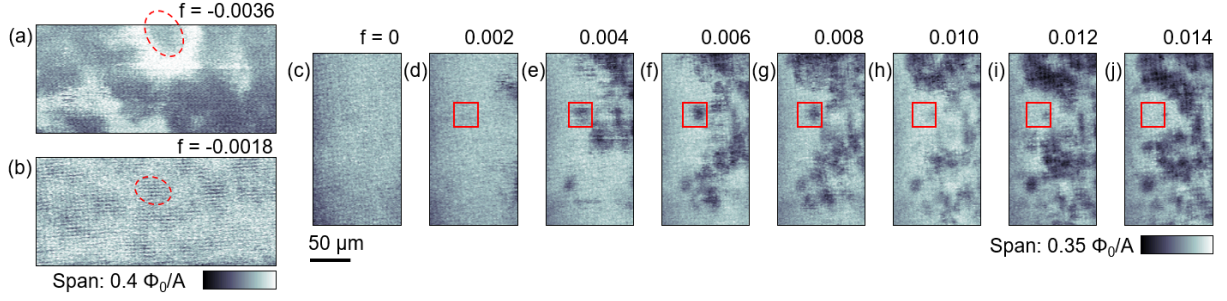 f = -0.0036
(a)
f = -0.0018
(b)
Span: 0.4 Φ₀/A
f = 0 0.002 0.004 0.006 0.008 0.010 0.012 0.014
(c) (d) (e) (f) (g) (h) (i) (j)
50 μm
Span: 0.35 Φ₀/A